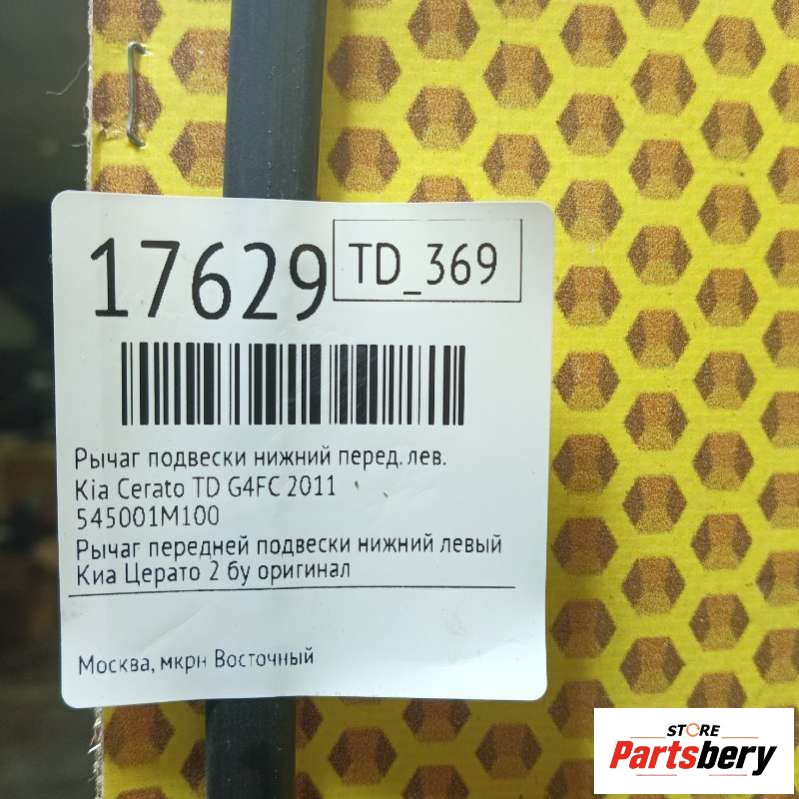 17629 TD_369
Рычаг подвески нижний перед. лев.
Kia Cerato TD G4FC 2011
545001M100
Рычаг передней подвески нижний левый
Киа Церато 2 бу оригинал
Москва, мкрн Восточный
STORE
Partsbery